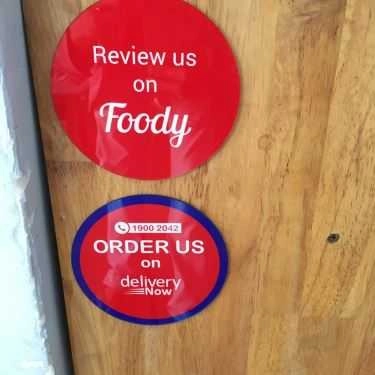 Review us
on
Foody
1900 2042
ORDER US
on
delivery
Now